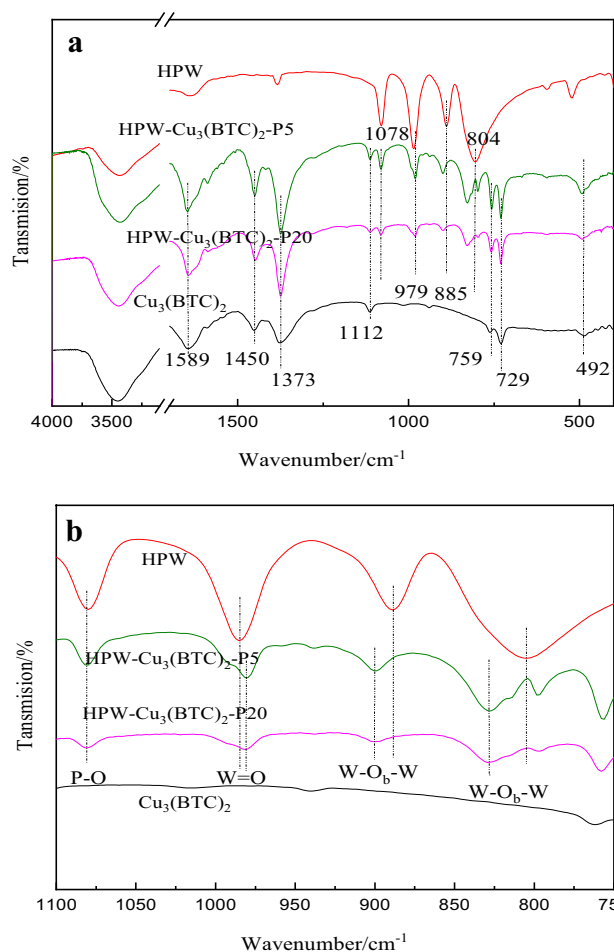 a
HPW
HPW-Cu₃(BTC)₂-P5
1078
804
HPW-Cu₃(BTC)₂-P20
Cu₃(BTC)₂
979 885
1112
1589 1450
1373
759
729
492
4000 3500 1500 1000 500
Wavenumber/cm⁻¹
Tansmision/%
b
HPW
HPW-Cu₃(BTC)₂-P5
HPW-Cu₃(BTC)₂-P20
P-O
W=O
W-O_b-W
W-O_b-W
Cu₃(BTC)₂
1100 1050 1000 950 900 850 800 75
Wavenumber/cm⁻¹
Tansmision/%